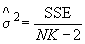 σ̂² = SSE / (NK − 2)